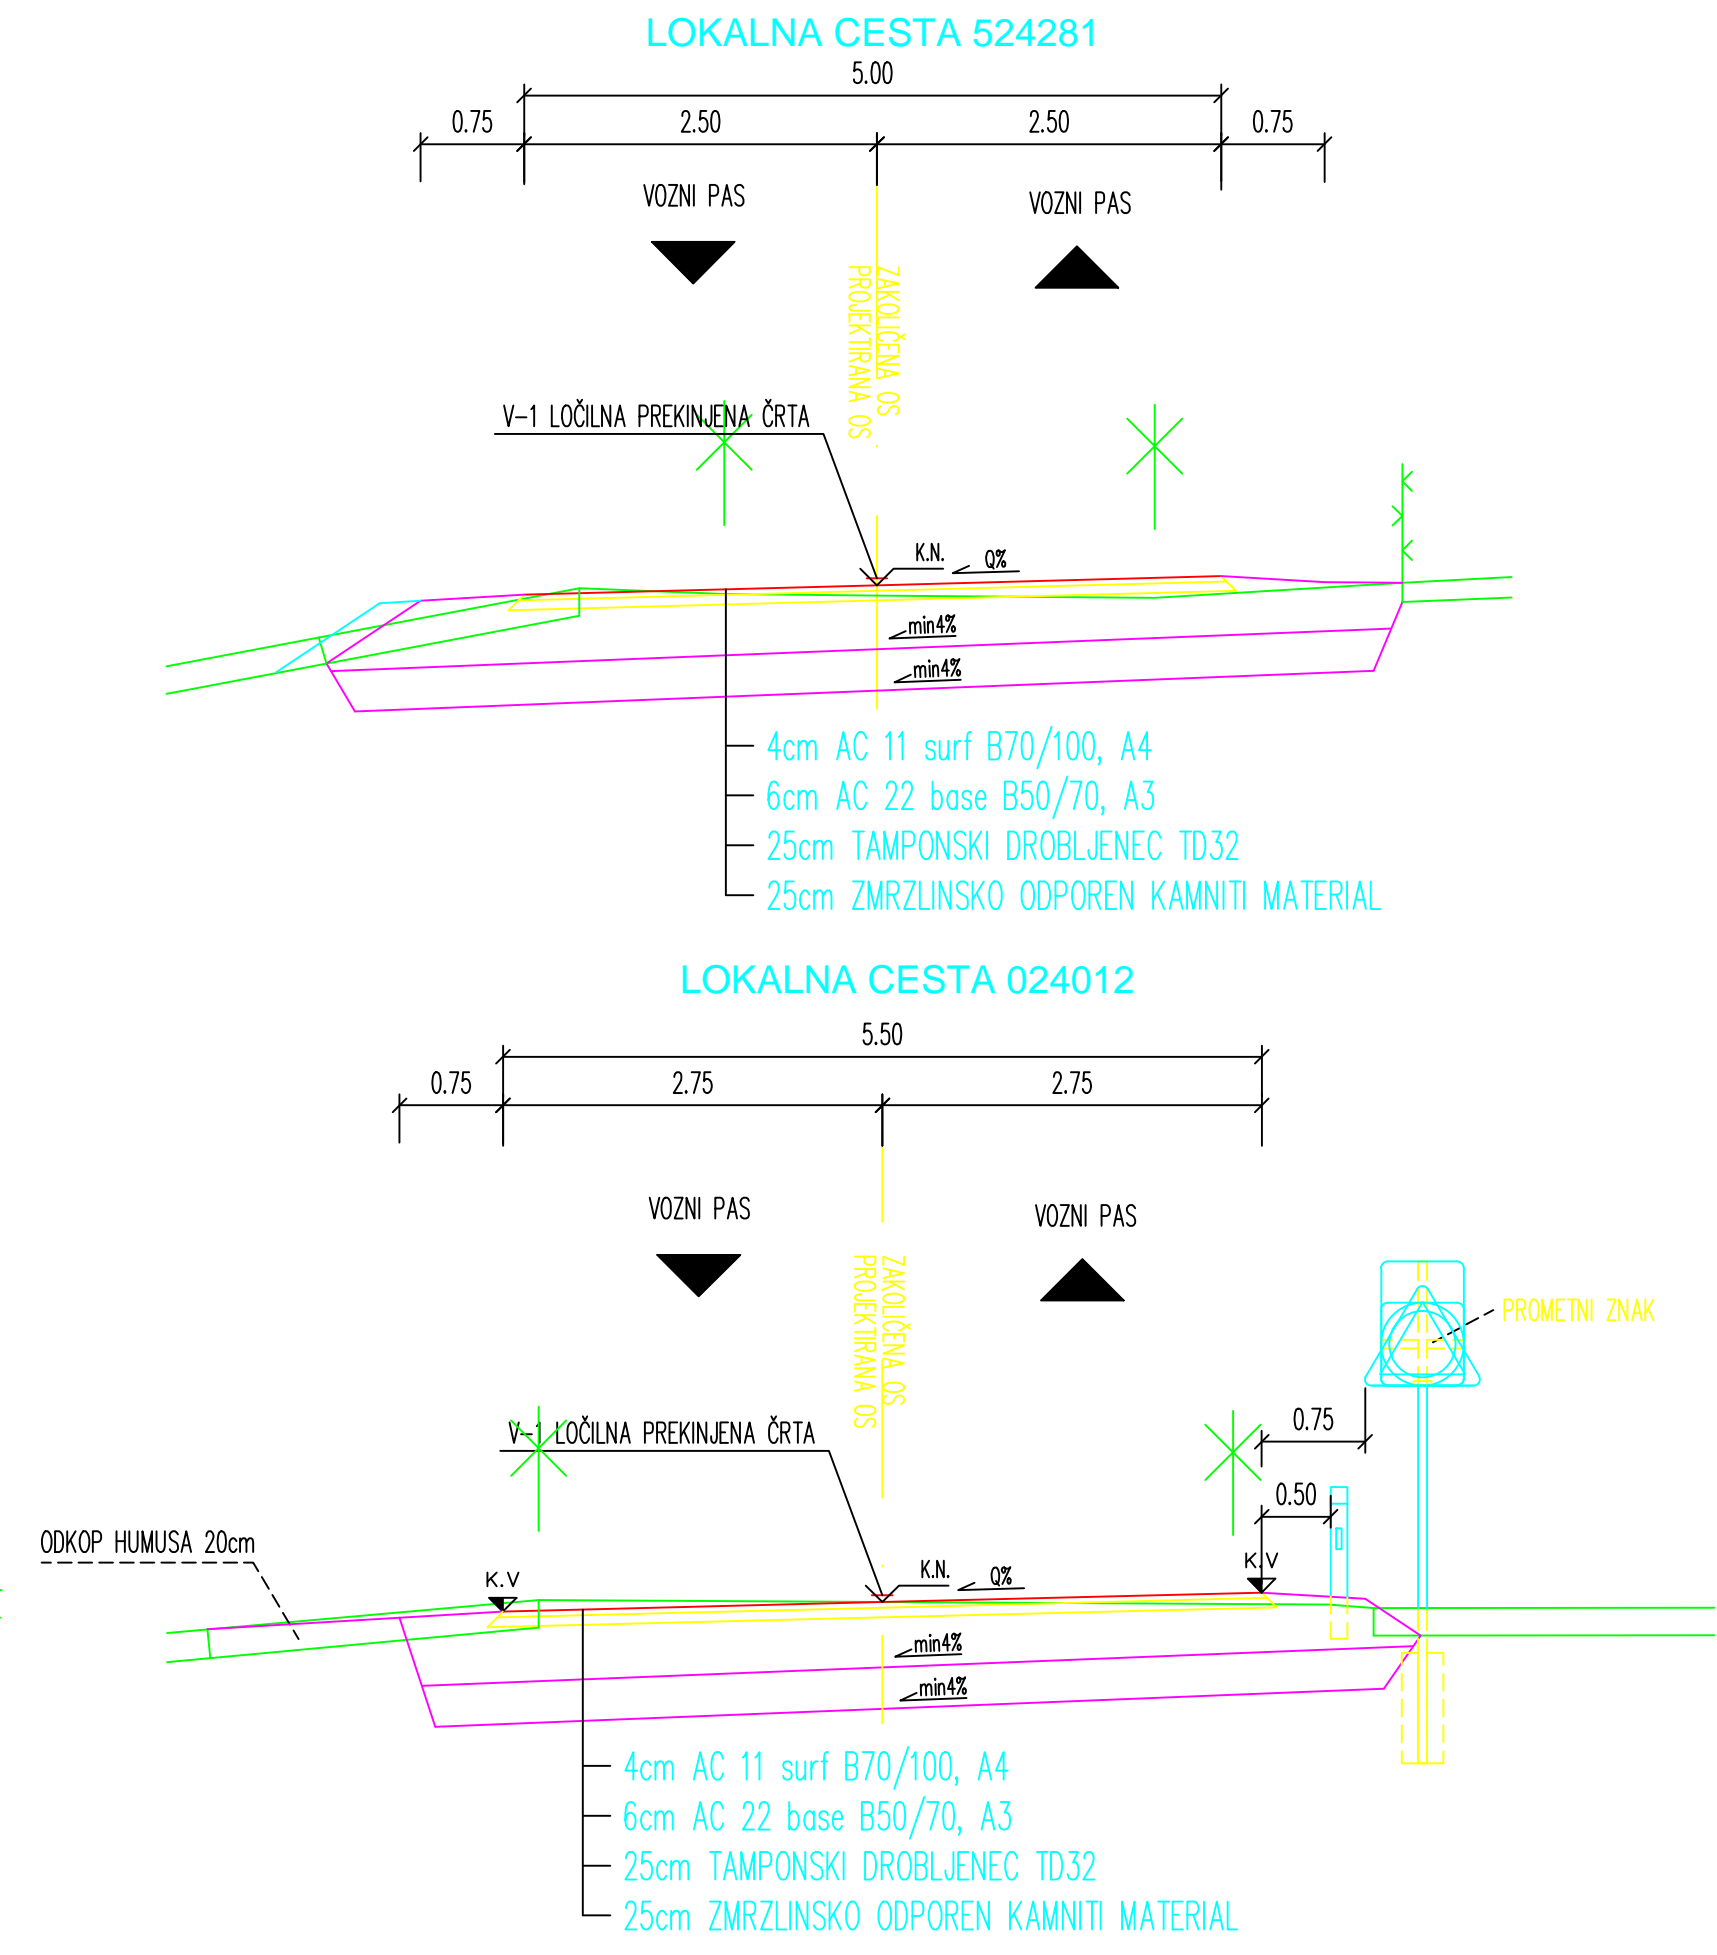 LOKALNA CESTA 524281
5.00
0.75 2.50 2.50 0.75
VOZNI PAS VOZNI PAS
ZAKOLIČENA OS
PROJEKTIRANA OS
V-1 LOČILNA PREKINJENA ČRTA
K.N. Q%
min4%
min4%
4cm AC 11 surf B70/100, A4
6cm AC 22 base B50/70, A3
25cm TAMPONSKI DROBLJENEC TD32
25cm ZMRZLINSKO ODPOREN KAMNITI MATERIAL
LOKALNA CESTA 024012
5.50
0.75 2.75 2.75
VOZNI PAS VOZNI PAS
ZAKOLIČENA OS
PROJEKTIRANA OS
PROMETNI ZNAK
V-1 LOČILNA PREKINJENA ČRTA
0.75
0.50
ODKOP HUMUSA 20cm
K.V K.N. Q% K.V
min4%
min4%
4cm AC 11 surf B70/100, A4
6cm AC 22 base B50/70, A3
25cm TAMPONSKI DROBLJENEC TD32
25cm ZMRZLINSKO ODPOREN KAMNITI MATERIAL